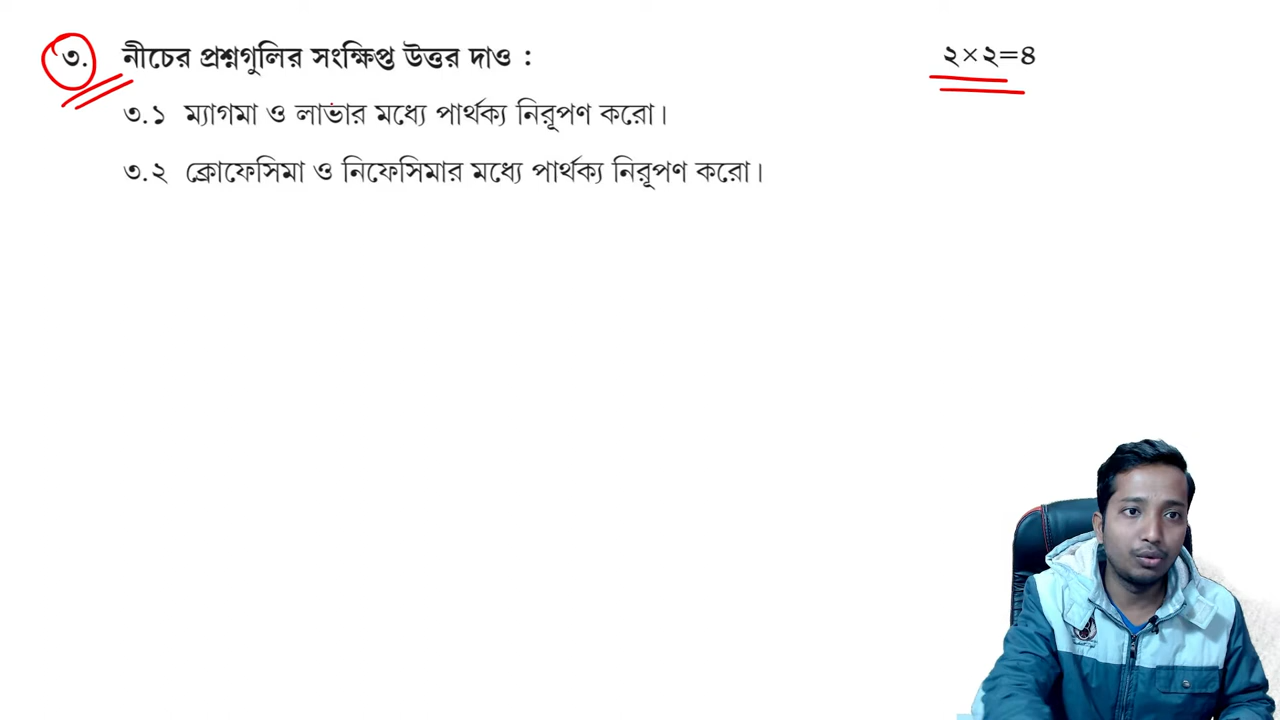 ৩. নীচের প্রশ্নগুলির সংক্ষিপ্ত উত্তর দাও : ২×২=৪
৩.১ ম্যাগমা ও লাভার মধ্যে পার্থক্য নিরূপণ করো।
৩.২ ক্রোফেসিমা ও নিফেসিমার মধ্যে পার্থক্য নিরূপণ করো।